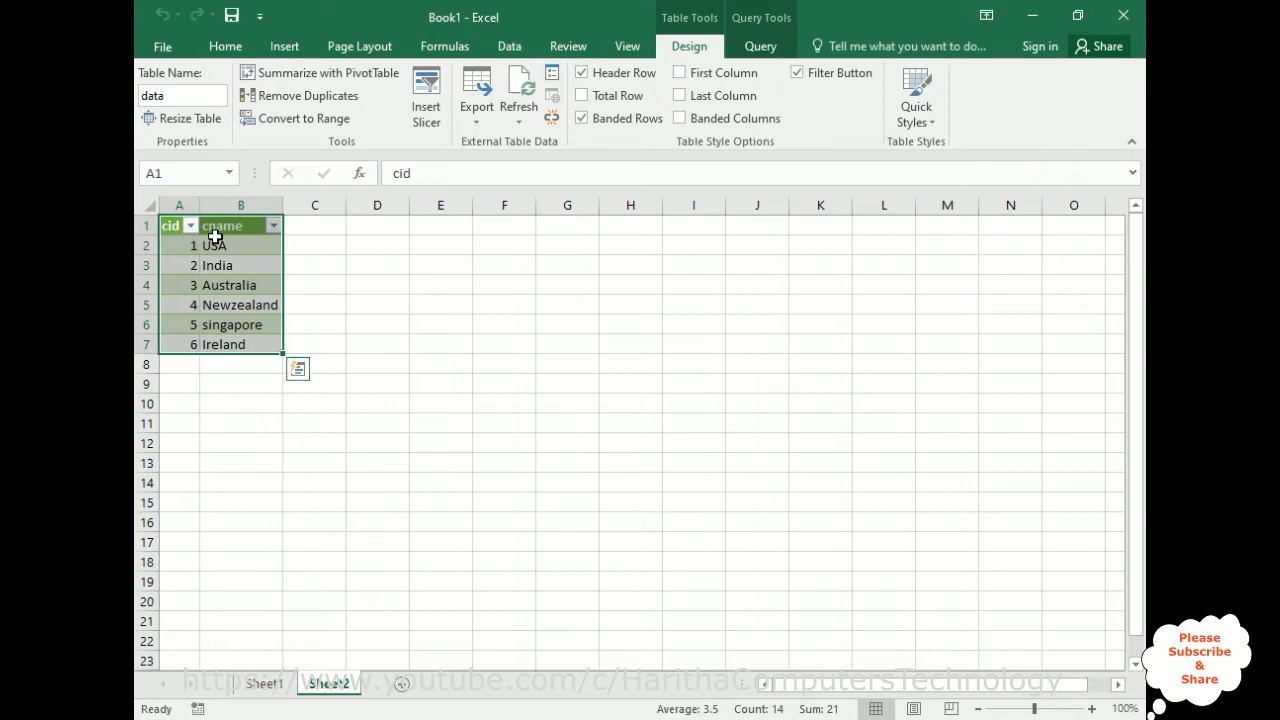 Book1 - Excel
Table Tools
Query Tools
File
Home
Insert
Page Layout
Formulas
Data
Review
View
Design
Query
Tell me what you want to do...
Sign in
Share
Table Name:
data
Resize Table
Properties
Summarize with PivotTable
Remove Duplicates
Convert to Range
Tools
Insert
Slicer
Export
Refresh
External Table Data
Header Row
Total Row
Banded Rows
First Column
Last Column
Banded Columns
Filter Button
Table Style Options
Quick
Styles
Table Styles
A1
fx
cid
A B C D E F G H I J K L M N O
1 cid cname
2 1 USA
3 2 India
4 3 Australia
5 4 Newzealand
6 5 singapore
7 6 Ireland
8
9
10
11
12
13
14
15
16
17
18
19
20
21
22
23
Please
Subscribe
&
Share
Sheet1
Sheet2
http://www.youtube.com/c/HarithaComputersTechnology
Ready
Average: 3.5
Count: 14
Sum: 21
100%